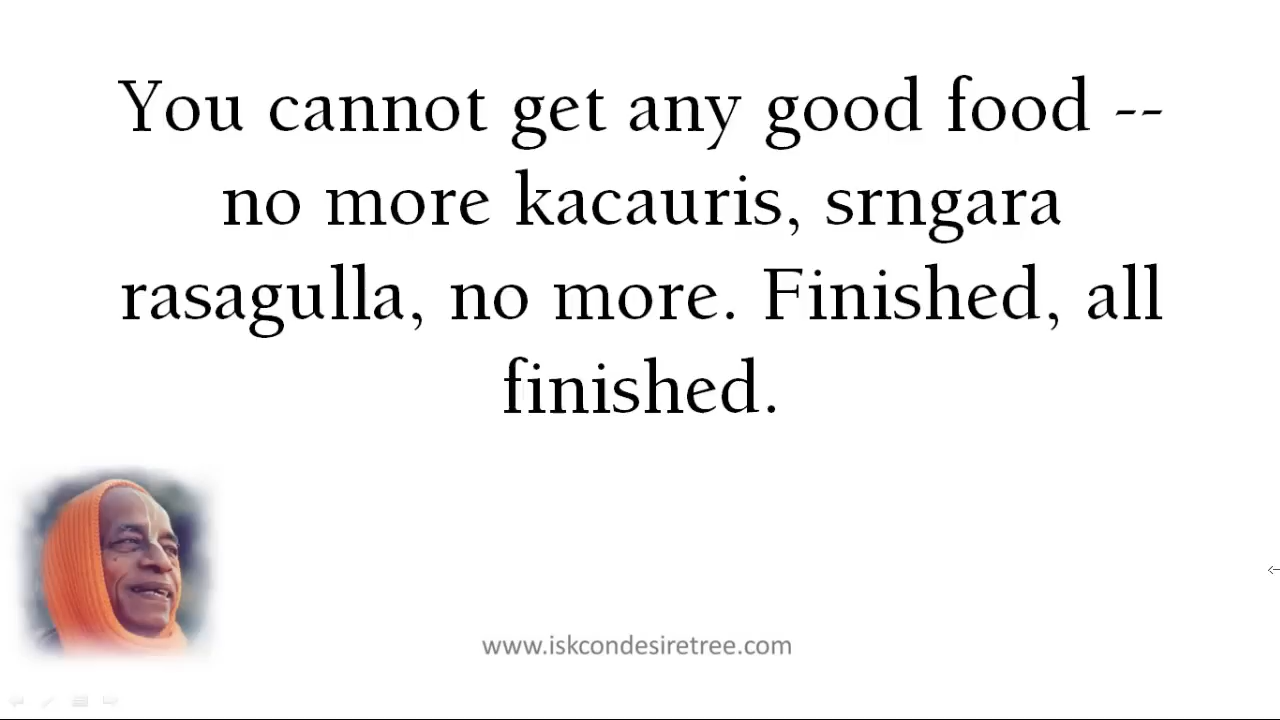 You cannot get any good food --
no more kacauris, srngara
rasagulla, no more. Finished, all
finished.
www.iskcondesiretree.com